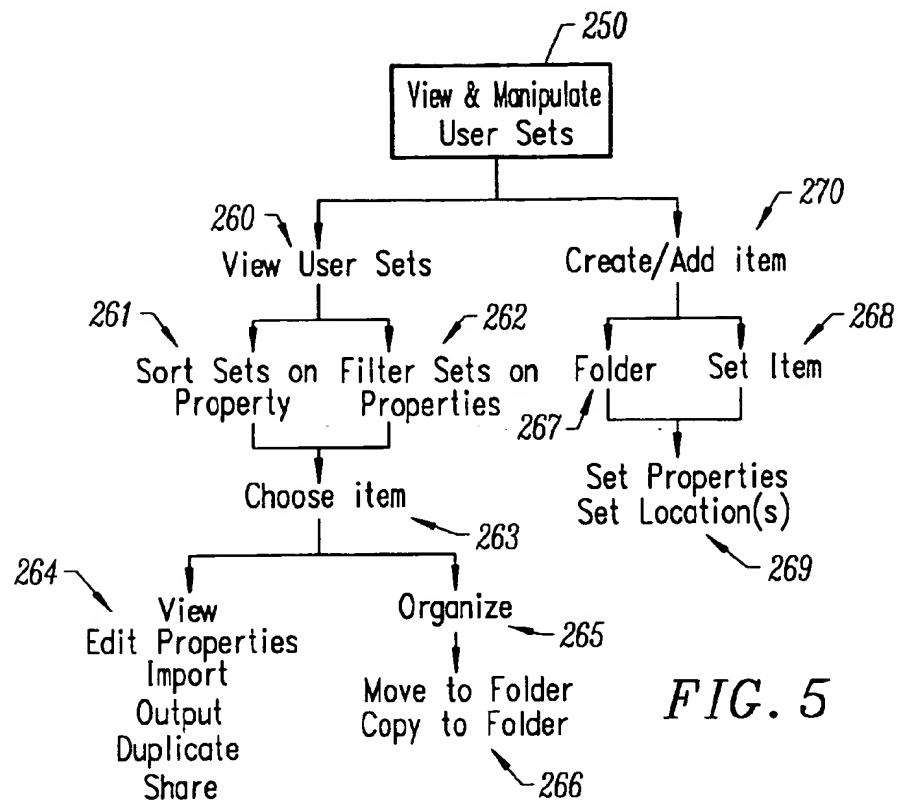 250
View & Manipulate
User Sets
260
View User Sets
270
Create/Add item
261
Sort Sets on
Property
262
Filter Sets on
Properties
Folder
267
268
Set Item
Choose item
263
Set Properties
Set Location(s)
269
264
View
Edit Properties
Import
Output
Duplicate
Share
Organize
265
Move to Folder
Copy to Folder
266
FIG. 5